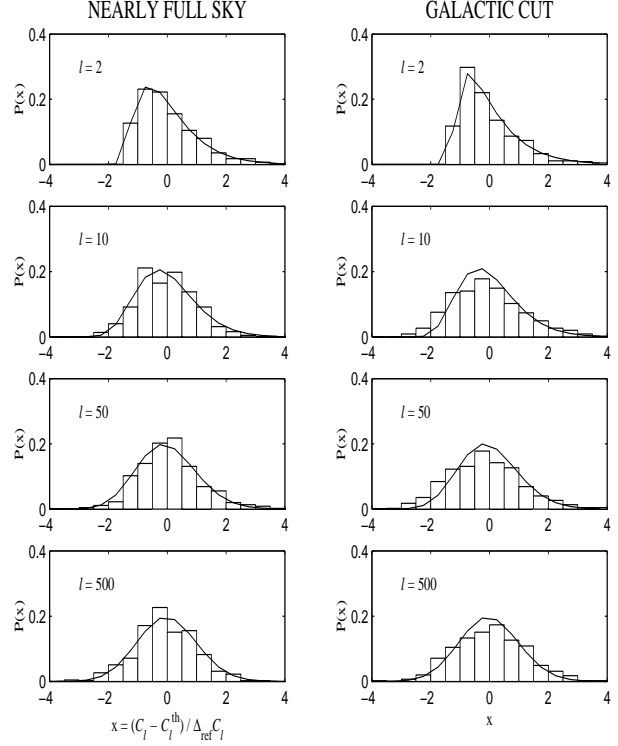 NEARLY FULL SKY
GALACTIC CUT
0.4
0.2
0
P(x)
l = 2
−4 −2 0 2 4
0.4
0.2
0
P(x)
l = 2
−4 −2 0 2 4
0.4
0.2
0
P(x)
l = 10
−4 −2 0 2 4
0.4
0.2
0
P(x)
l = 10
−4 −2 0 2 4
0.4
0.2
0
P(x)
l = 50
−4 −2 0 2 4
0.4
0.2
0
P(x)
l = 50
−4 −2 0 2 4
0.4
0.2
0
P(x)
l = 500
−4 −2 0 2 4
x = (C_l − C_l^th) / Δ_ref C_l
0.4
0.2
0
P(x)
l = 500
−4 −2 0 2 4
x